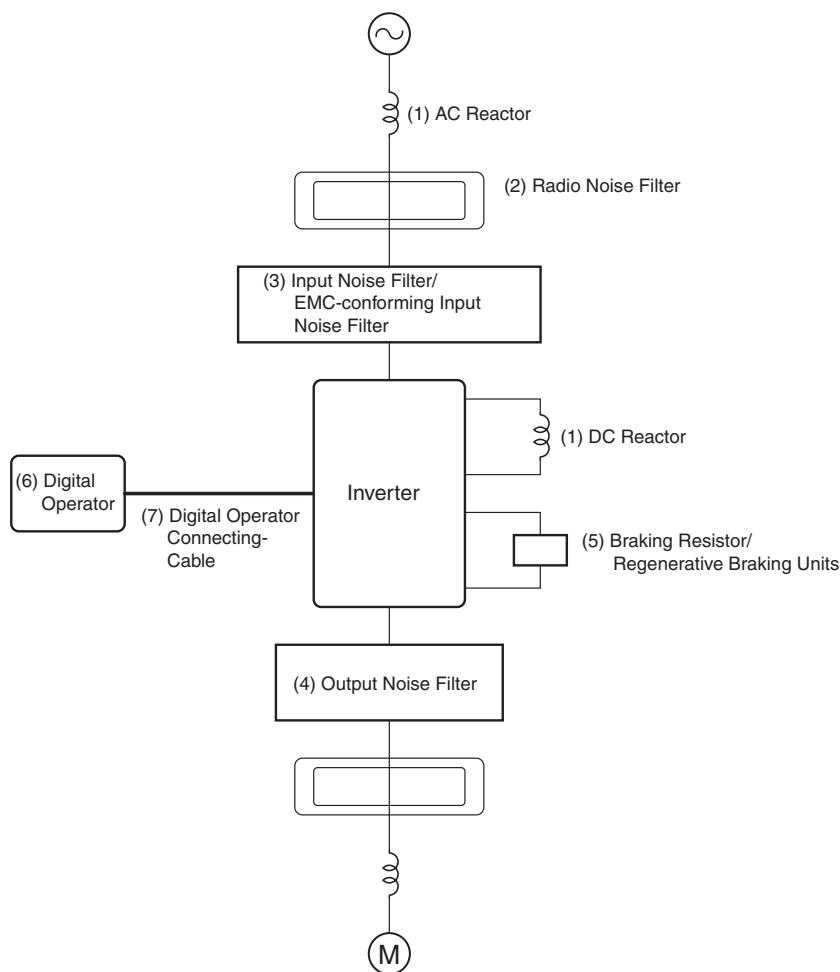 (1) AC Reactor
(2) Radio Noise Filter
(3) Input Noise Filter/
EMC-conforming Input
Noise Filter
(1) DC Reactor
Inverter
(6) Digital
Operator
(7) Digital Operator
Connecting-
Cable
(5) Braking Resistor/
Regenerative Braking Units
(4) Output Noise Filter
M